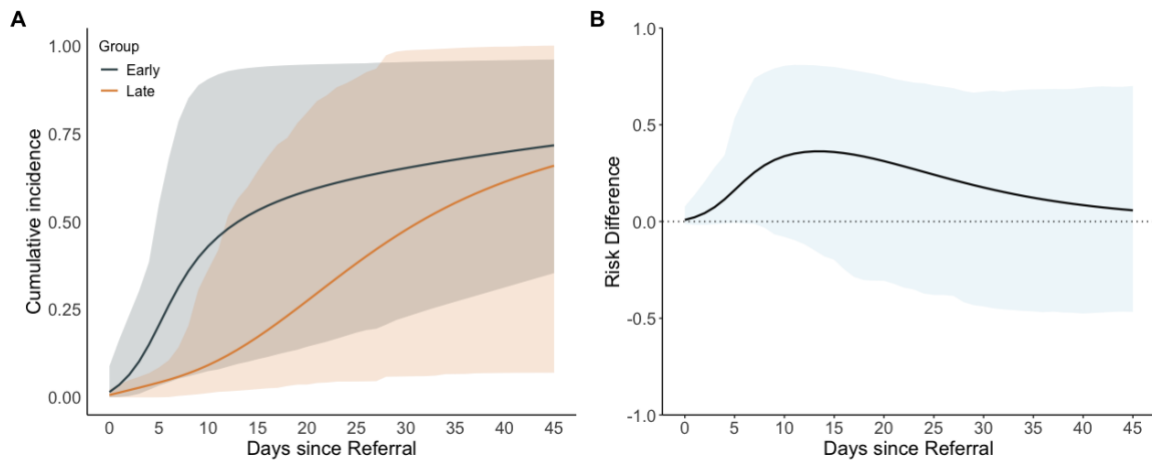 A
Cumulative incidence
1.00
0.75
0.50
0.25
0.00
Group
Early
Late
0 5 10 15 20 25 30 35 40 45
Days since Referral
B
Risk Difference
1.0
0.5
0.0
-0.5
-1.0
0 5 10 15 20 25 30 35 40 45
Days since Referral